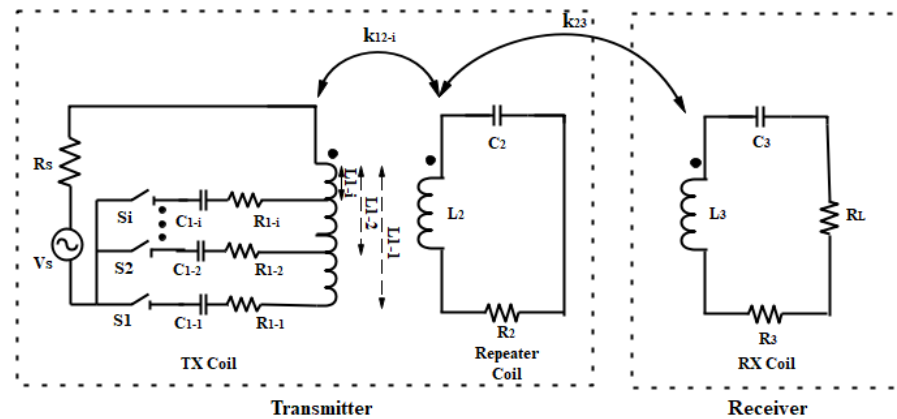 k12-i
k23
Rs
Vs
Si
S2
S1
C1-i
C1-2
C1-1
R1-i
R1-2
R1-1
L1-i
L1-2
L1-1
TX Coil
C2
L2
R2
Repeater
Coil
C3
L3
RL
R3
RX Coil
Transmitter
Receiver